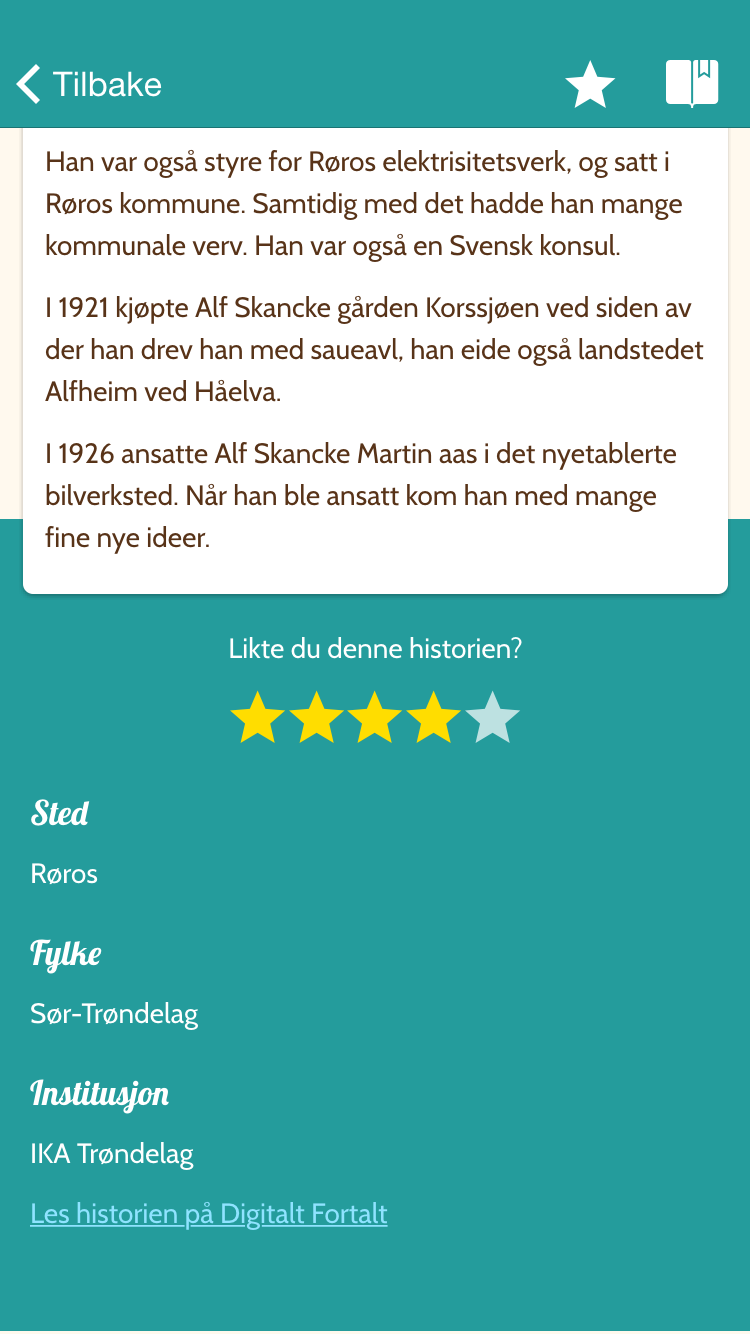 Tilbake
Han var også styre for Røros elektrisitetsverk, og satt i
Røros kommune. Samtidig med det hadde han mange
kommunale verv. Han var også en Svensk konsul.
I 1921 kjøpte Alf Skancke gården Korssjøen ved siden av
der han drev han med saueavl, han eide også landstedet
Alfheim ved Håelva.
I 1926 ansatte Alf Skancke Martin aas i det nyetablerte
bilverksted. Når han ble ansatt kom han med mange
fine nye ideer.
Likte du denne historien?
Sted
Røros
Fylke
Sør-Trøndelag
Institusjon
IKA Trøndelag
Les historien på Digitalt Fortalt